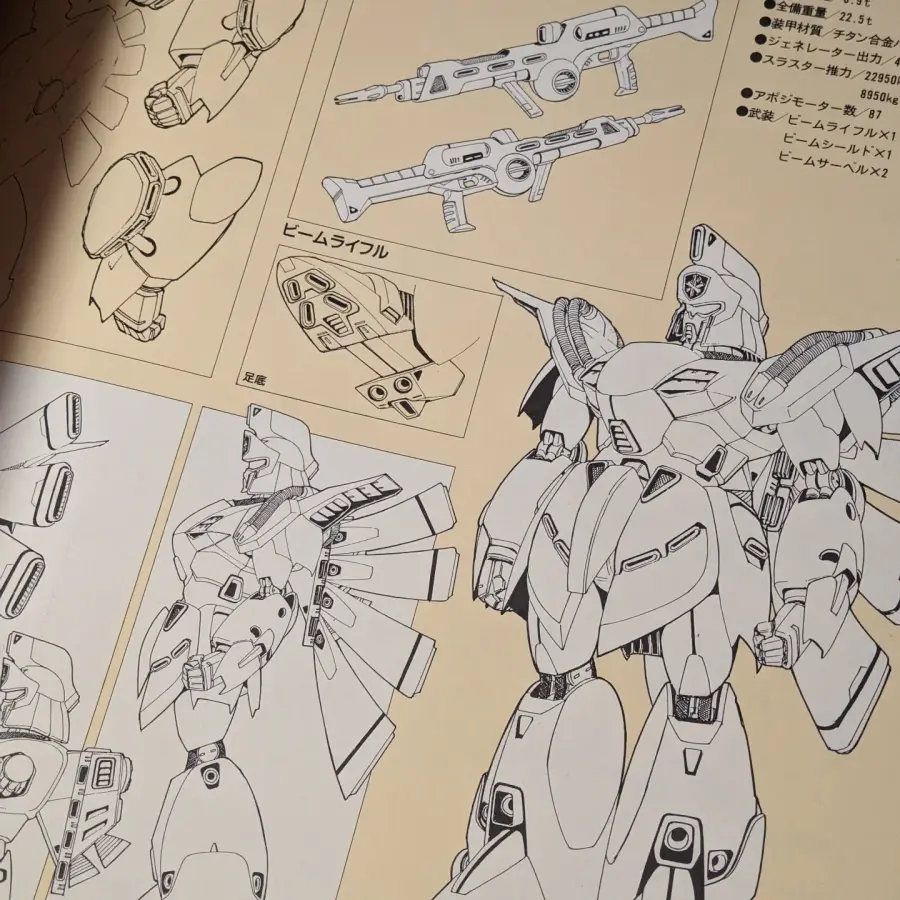 ●全備重量/22.5t
●装甲材質/チタン合金
●ジェネレーター出力/4
●スラスター推力/22950k
8950kg
●アポジモーター数/87
●武装/ビームライフル×1
ビームシールド×1
ビームサーベル×2
ビームライフル
足底